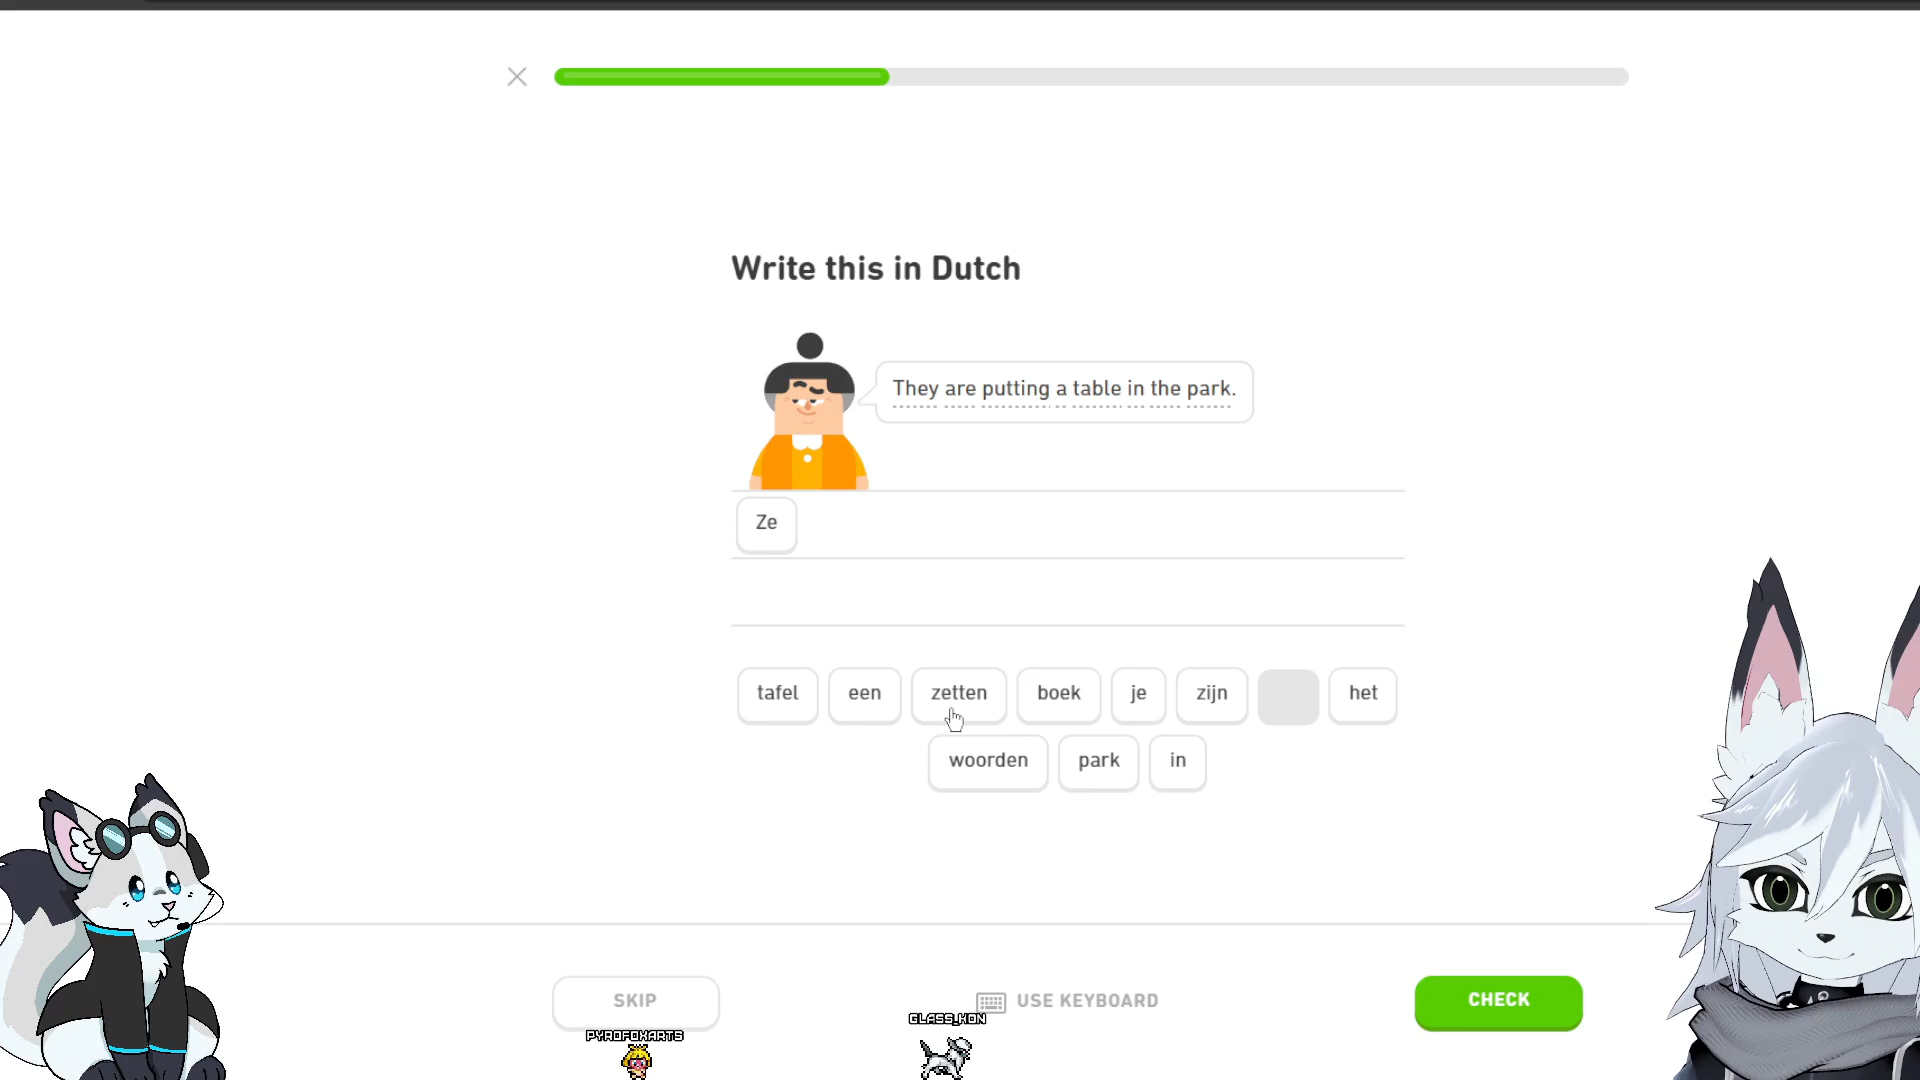 Write this in Dutch
They are putting a table in the park.
Ze
tafel een zetten boek je zijn het
woorden park in
SKIP USE KEYBOARD CHECK
PYROFOXARTS GLASS_KON